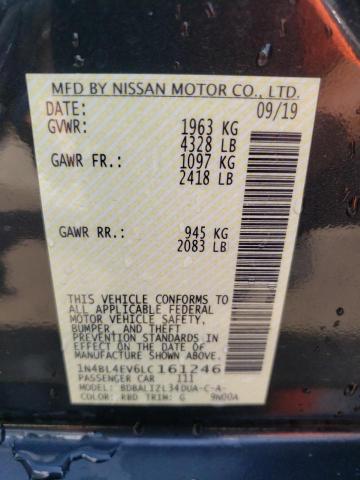 MFD BY NISSAN MOTOR CO., LTD.
DATE: 09/19
GVWR: 1963 KG
4328 LB
GAWR FR.: 1097 KG
2418 LB
GAWR RR.: 945 KG
2083 LB
THIS VEHICLE CONFORMS TO
ALL APPLICABLE FEDERAL
MOTOR VEHICLE SAFETY,
BUMPER, AND THEFT
PREVENTION STANDARDS IN
EFFECT ON THE DATE OF
MANUFACTURE SHOWN ABOVE.
1N4BL4EV6LC161246
PASSENGER CAR 111
MODEL: BDBALIZL34DUA-C-A-
COLOR: RBD TRIM: G 9N00A